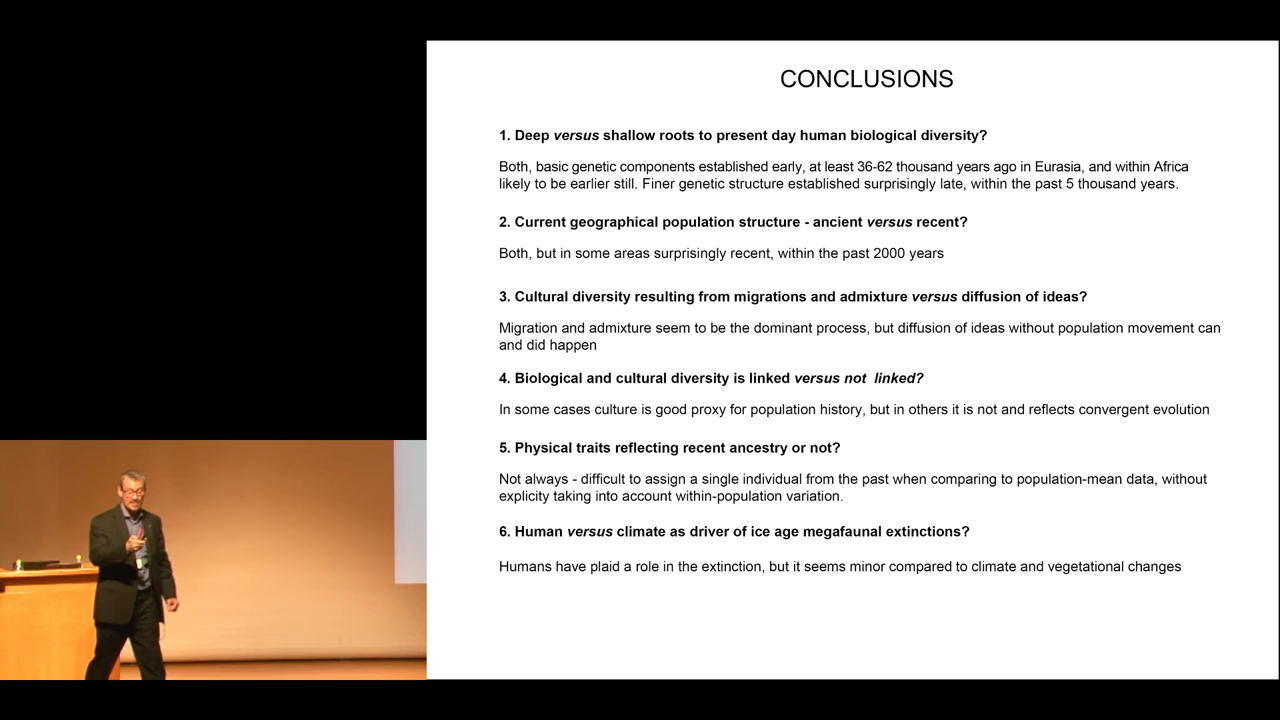 CONCLUSIONS
1. Deep versus shallow roots to present day human biological diversity?
Both, basic genetic components established early, at least 36-62 thousand years ago in Eurasia, and within Africa
likely to be earlier still. Finer genetic structure established surprisingly late, within the past 5 thousand years.
2. Current geographical population structure - ancient versus recent?
Both, but in some areas surprisingly recent, within the past 2000 years
3. Cultural diversity resulting from migrations and admixture versus diffusion of ideas?
Migration and admixture seem to be the dominant process, but diffusion of ideas without population movement can
and did happen
4. Biological and cultural diversity is linked versus not  linked?
In some cases culture is good proxy for population history, but in others it is not and reflects convergent evolution
5. Physical traits reflecting recent ancestry or not?
Not always - difficult to assign a single individual from the past when comparing to population-mean data, without
explicity taking into account within-population variation.
6. Human versus climate as driver of ice age megafaunal extinctions?
Humans have plaid a role in the extinction, but it seems minor compared to climate and vegetational changes